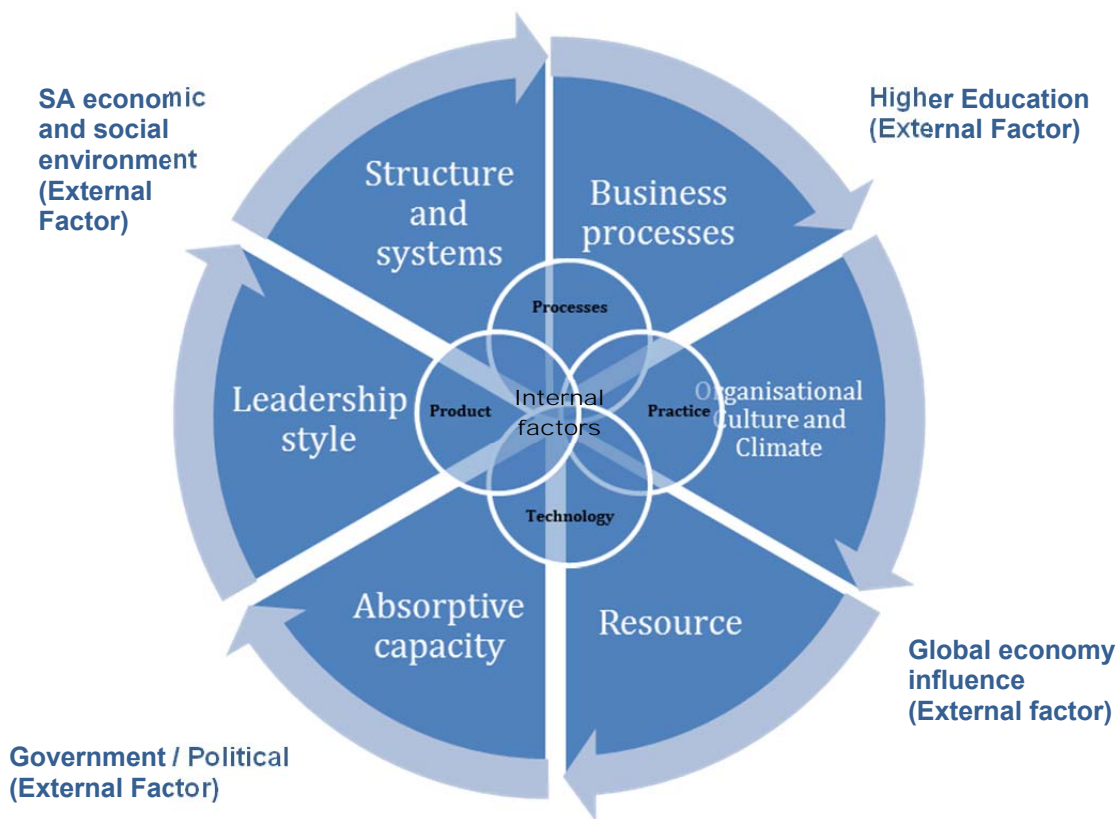 SA economic
and social
environment
(External
Factor)
Higher Education
(External Factor)
Structure
and
systems
Business
processes
Processes
Leadership
style
Product
Internal
factors
Practice
Organisational
Culture and
Climate
Technology
Absorptive
capacity
Resource
Global economy
influence
(External factor)
Government / Political
(External Factor)